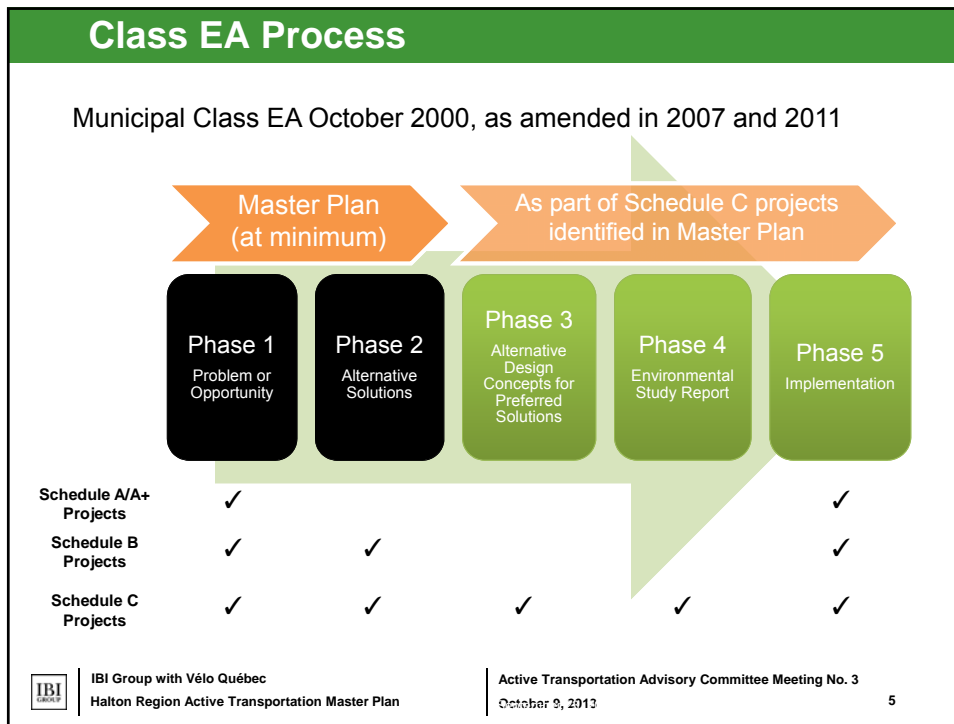 Class EA Process
Municipal Class EA October 2000, as amended in 2007 and 2011
Master Plan
(at minimum)
As part of Schedule C projects
identified in Master Plan
Phase 1
Problem or
Opportunity
Phase 2
Alternative
Solutions
Phase 3
Alternative
Design
Concepts for
Preferred
Solutions
Phase 4
Environmental
Study Report
Phase 5
Implementation
Schedule A/A+
Projects
✓ ✓
Schedule B
Projects
✓ ✓ ✓
Schedule C
Projects
✓ ✓ ✓ ✓ ✓
IBI
GROUP
IBI Group with Vélo Québec
Halton Region Active Transportation Master Plan
Active Transportation Advisory Committee Meeting No. 3
October 9, 2013
5